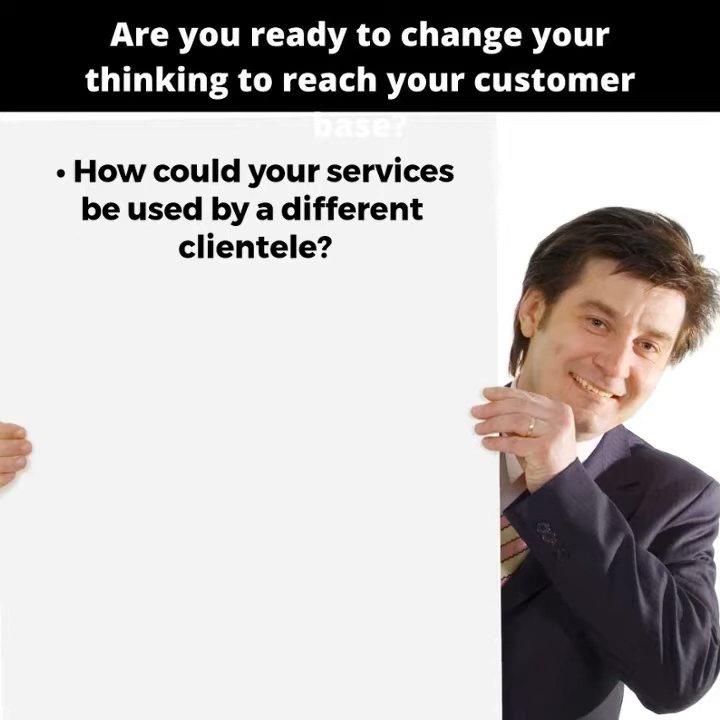 Are you ready to change your
thinking to reach your customer
base?
• How could your services
be used by a different
clientele?